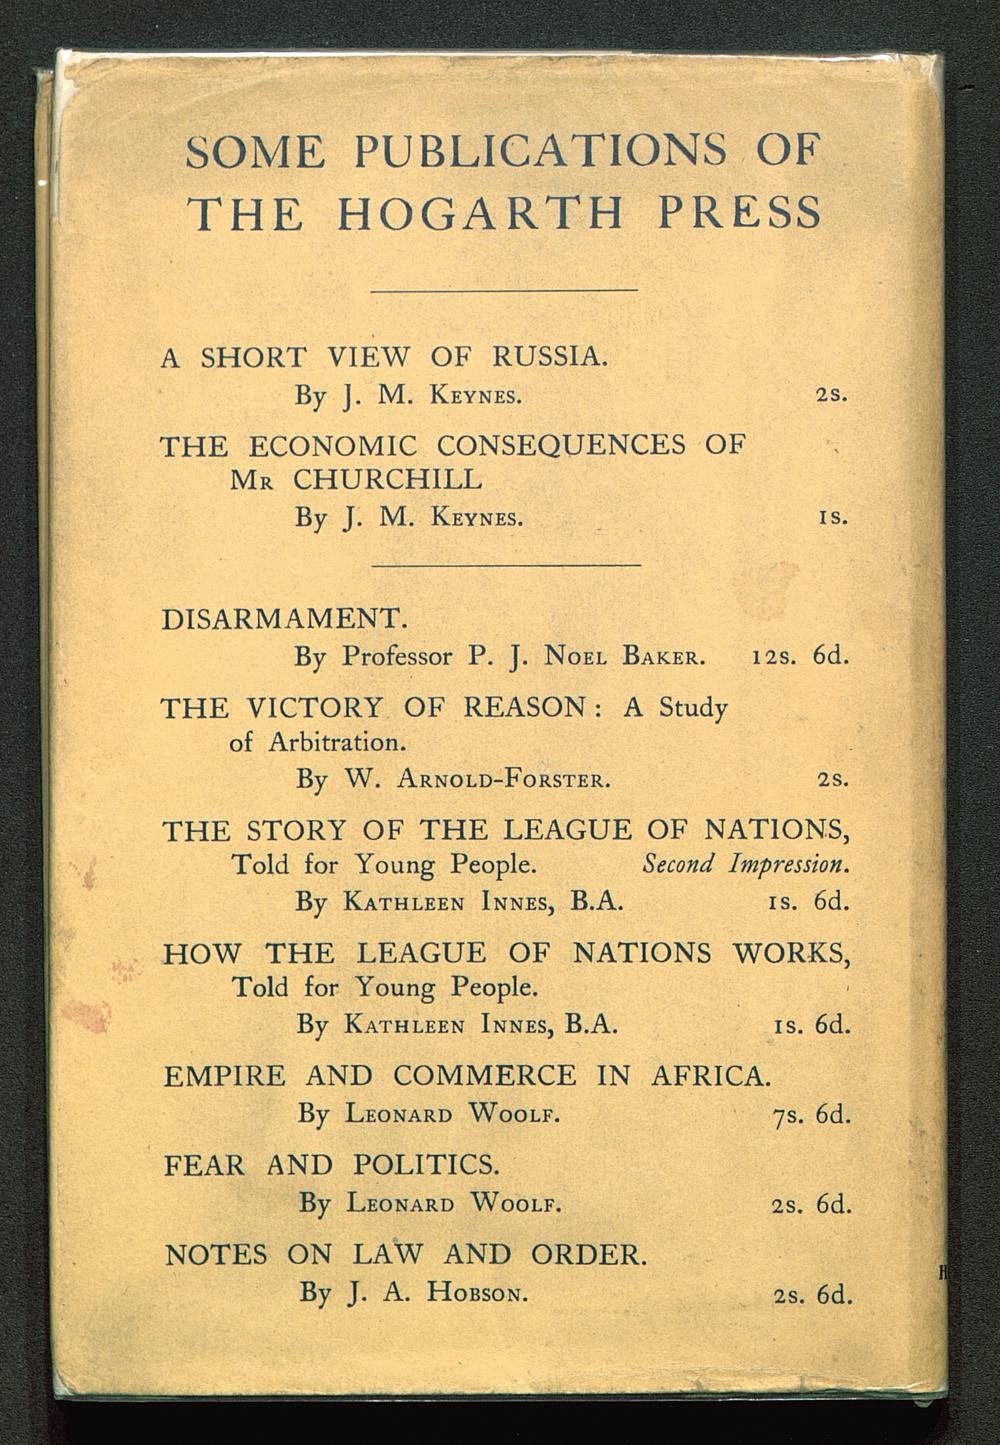 SOME PUBLICATIONS OF
THE HOGARTH PRESS
A SHORT VIEW OF RUSSIA.
By J. M. KEYNES. 2s.
THE ECONOMIC CONSEQUENCES OF
MR CHURCHILL
By J. M. KEYNES. 1s.
DISARMAMENT.
By Professor P. J. NOEL BAKER. 12s. 6d.
THE VICTORY OF REASON: A Study
of Arbitration.
By W. ARNOLD-FORSTER. 2s.
THE STORY OF THE LEAGUE OF NATIONS,
Told for Young People. Second Impression.
By KATHLEEN INNES, B.A. 1s. 6d.
HOW THE LEAGUE OF NATIONS WORKS,
Told for Young People.
By KATHLEEN INNES, B.A. 1s. 6d.
EMPIRE AND COMMERCE IN AFRICA.
By LEONARD WOOLF. 7s. 6d.
FEAR AND POLITICS.
By LEONARD WOOLF. 2s. 6d.
NOTES ON LAW AND ORDER.
By J. A. HOBSON. 2s. 6d.